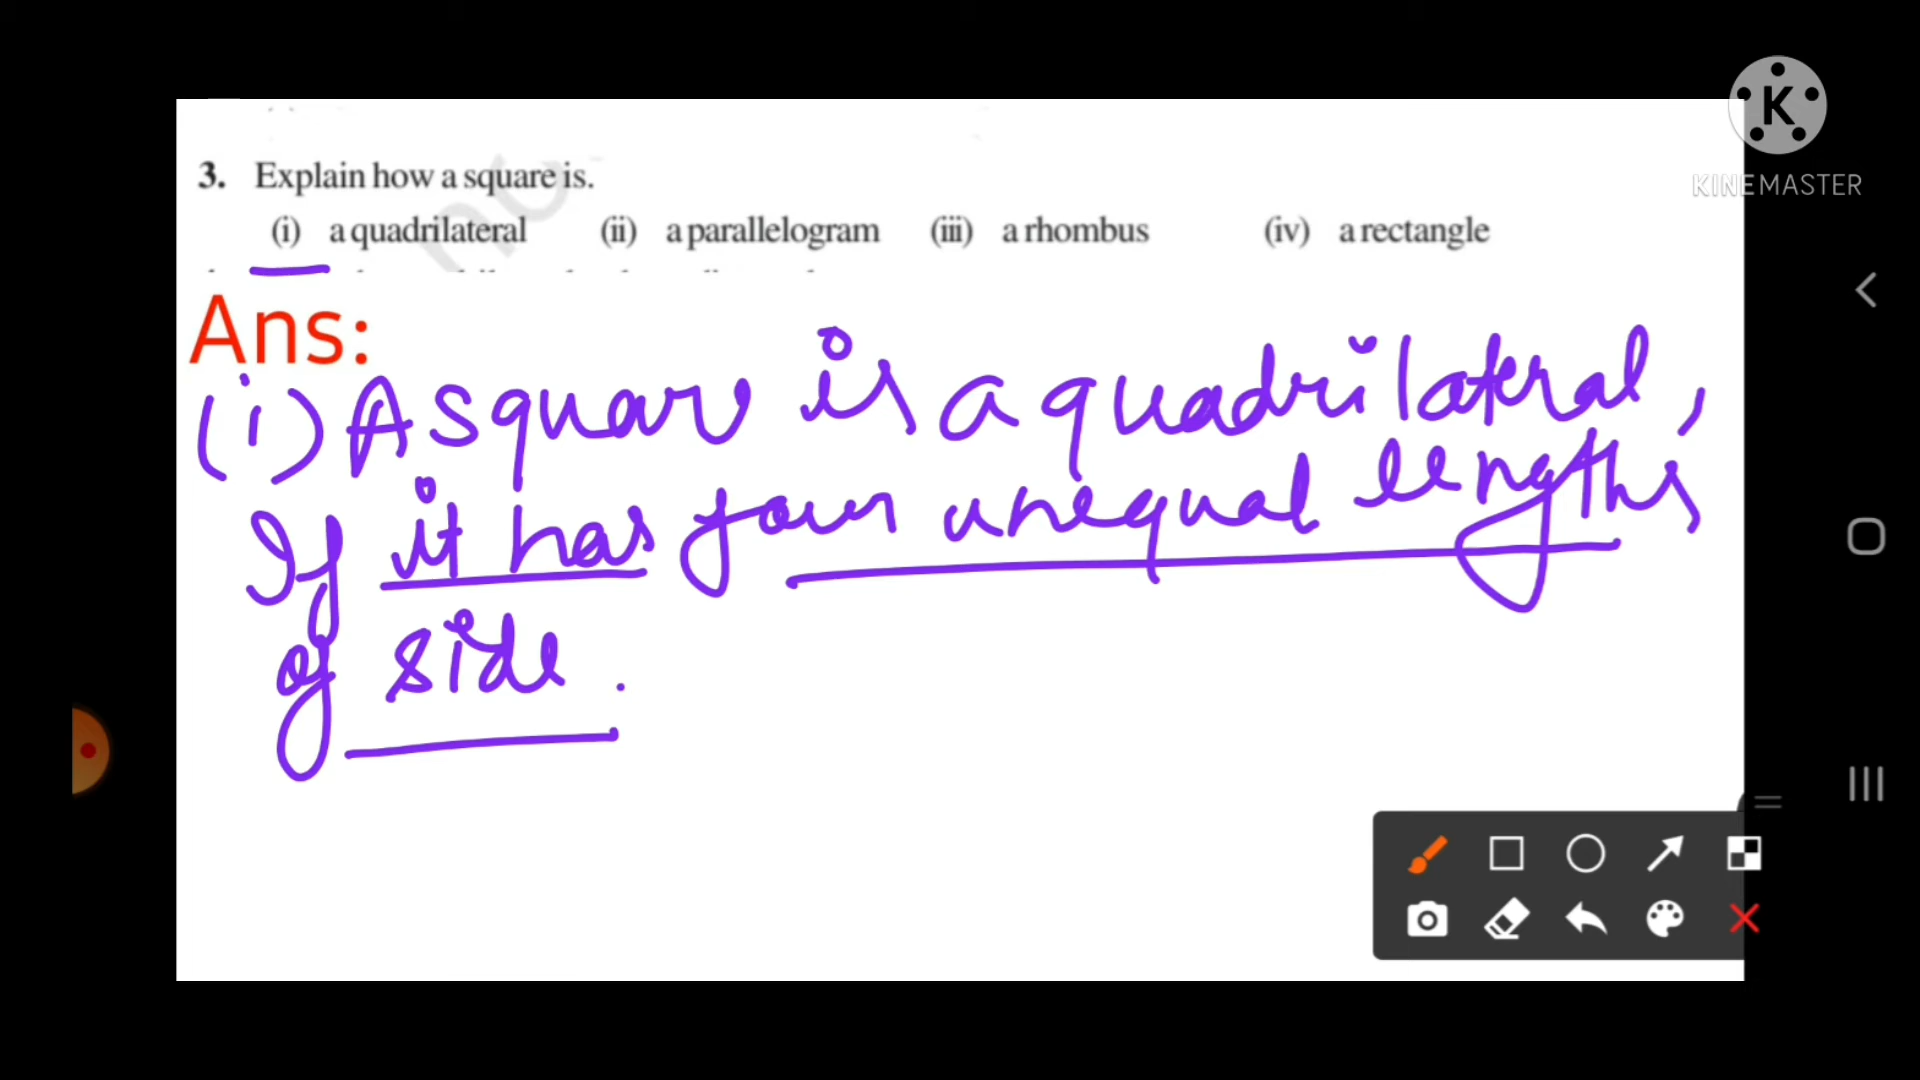 K
KINEMASTER
3. Explain how a square is.
(i) a quadrilateral (ii) a parallelogram (iii) a rhombus (iv) a rectangle
Ans:
(i) A square is a quadrilateral,
If it has four unequal lengths
of side.